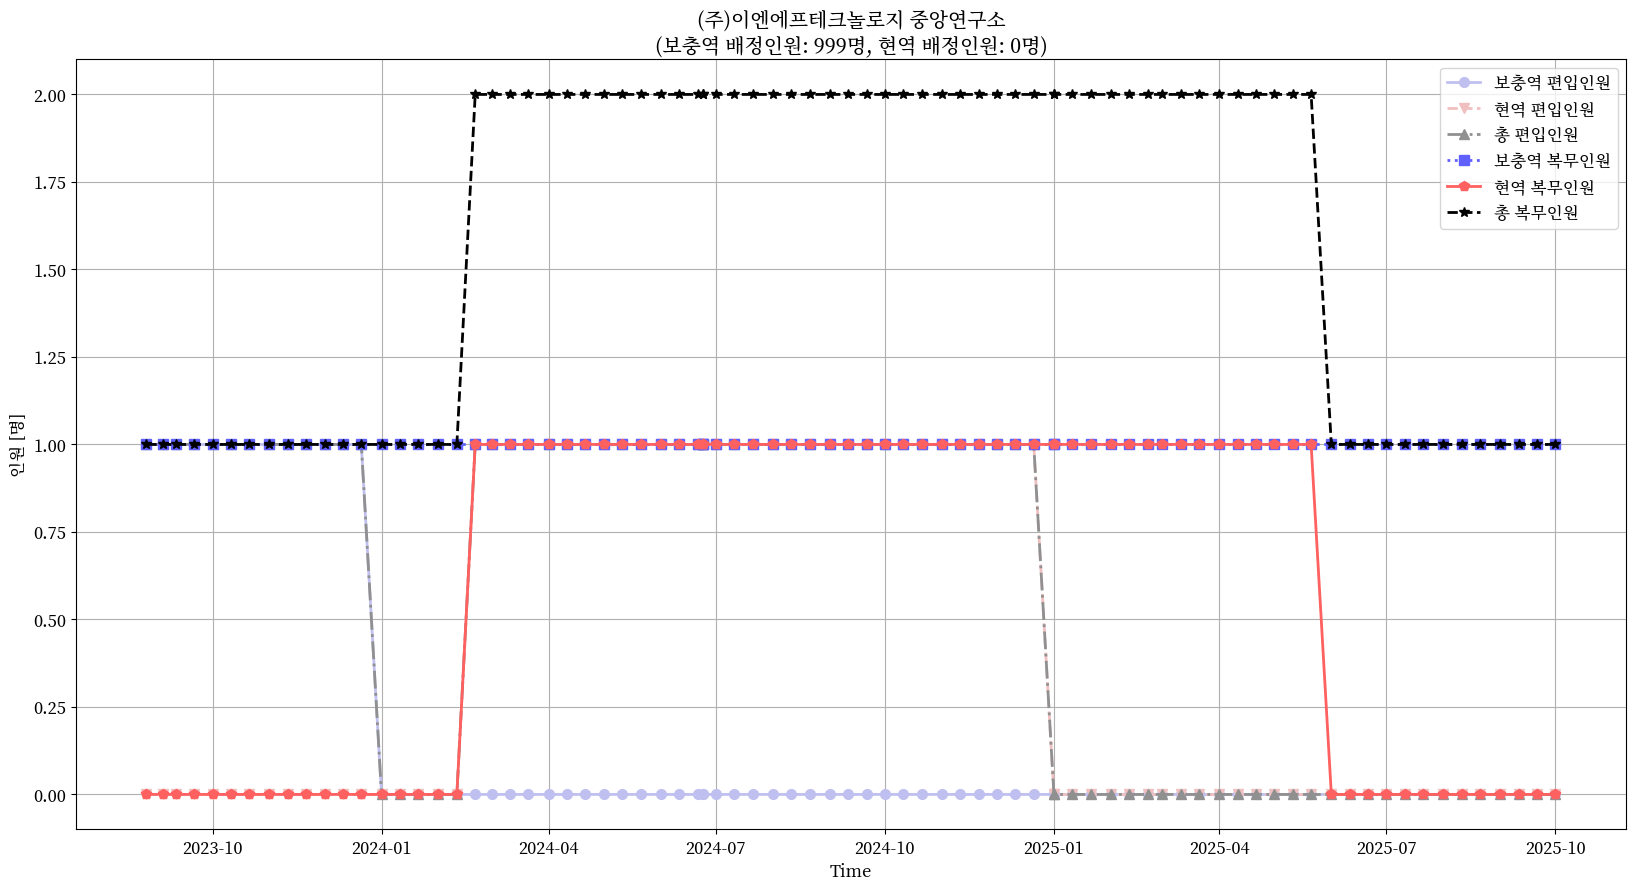 (주)이엔에프테크놀로지 중앙연구소
(보충역 배정인원: 999명, 현역 배정인원: 0명)
보충역 편입인원
현역 편입인원
총 편입인원
보충역 복무인원
현역 복무인원
총 복무인원
인원 [명]
2.00
1.75
1.50
1.25
1.00
0.75
0.50
0.25
0.00
2023-10 2024-01 2024-04 2024-07 2024-10 2025-01 2025-04 2025-07 2025-10
Time